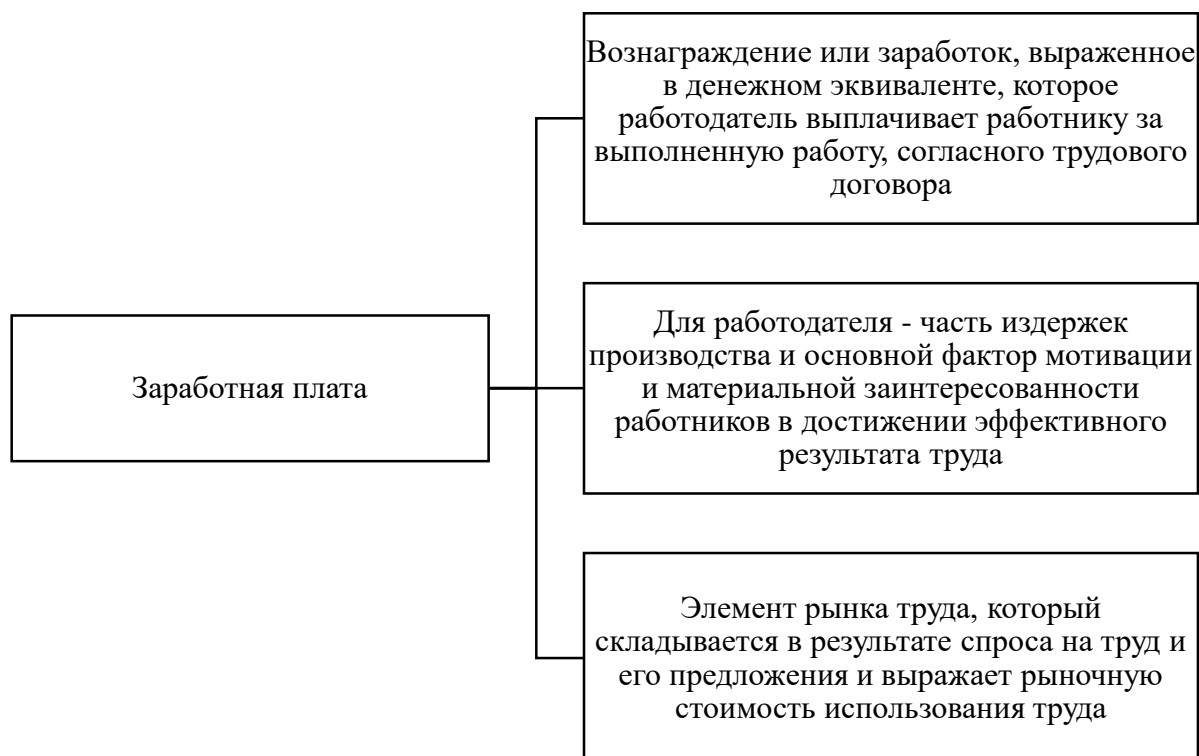 Вознаграждение или заработок, выраженное
в денежном эквиваленте, которое
работодатель выплачивает работнику за
выполненную работу, согласного трудового
договора
Заработная плата
Для работодателя - часть издержек
производства и основной фактор мотивации
и материальной заинтересованности
работников в достижении эффективного
результата труда
Элемент рынка труда, который
складывается в результате спроса на труд и
его предложения и выражает рыночную
стоимость использования труда